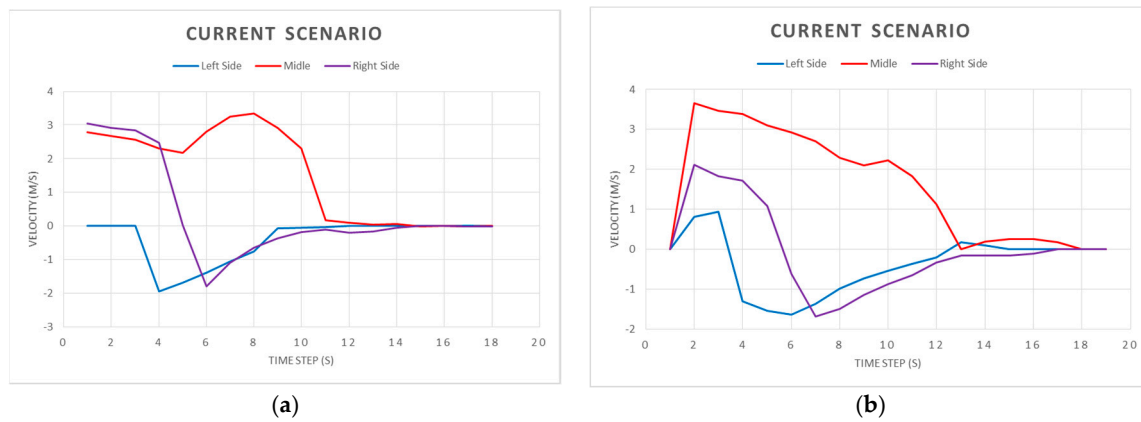 CURRENT SCENARIO
Left Side Midle Right Side
4
3
2
1
0
-1
-2
-3
0 2 4 6 8 10 12 14 16 18 20
VELOCITY (M/S)
TIME STEP (S)
(a)
CURRENT SCENARIO
Left Side Midle Right Side
4
3
2
1
0
-1
-2
0 2 4 6 8 10 12 14 16 18 20
VELOCITY (M/S)
TIME STEP (S)
(b)